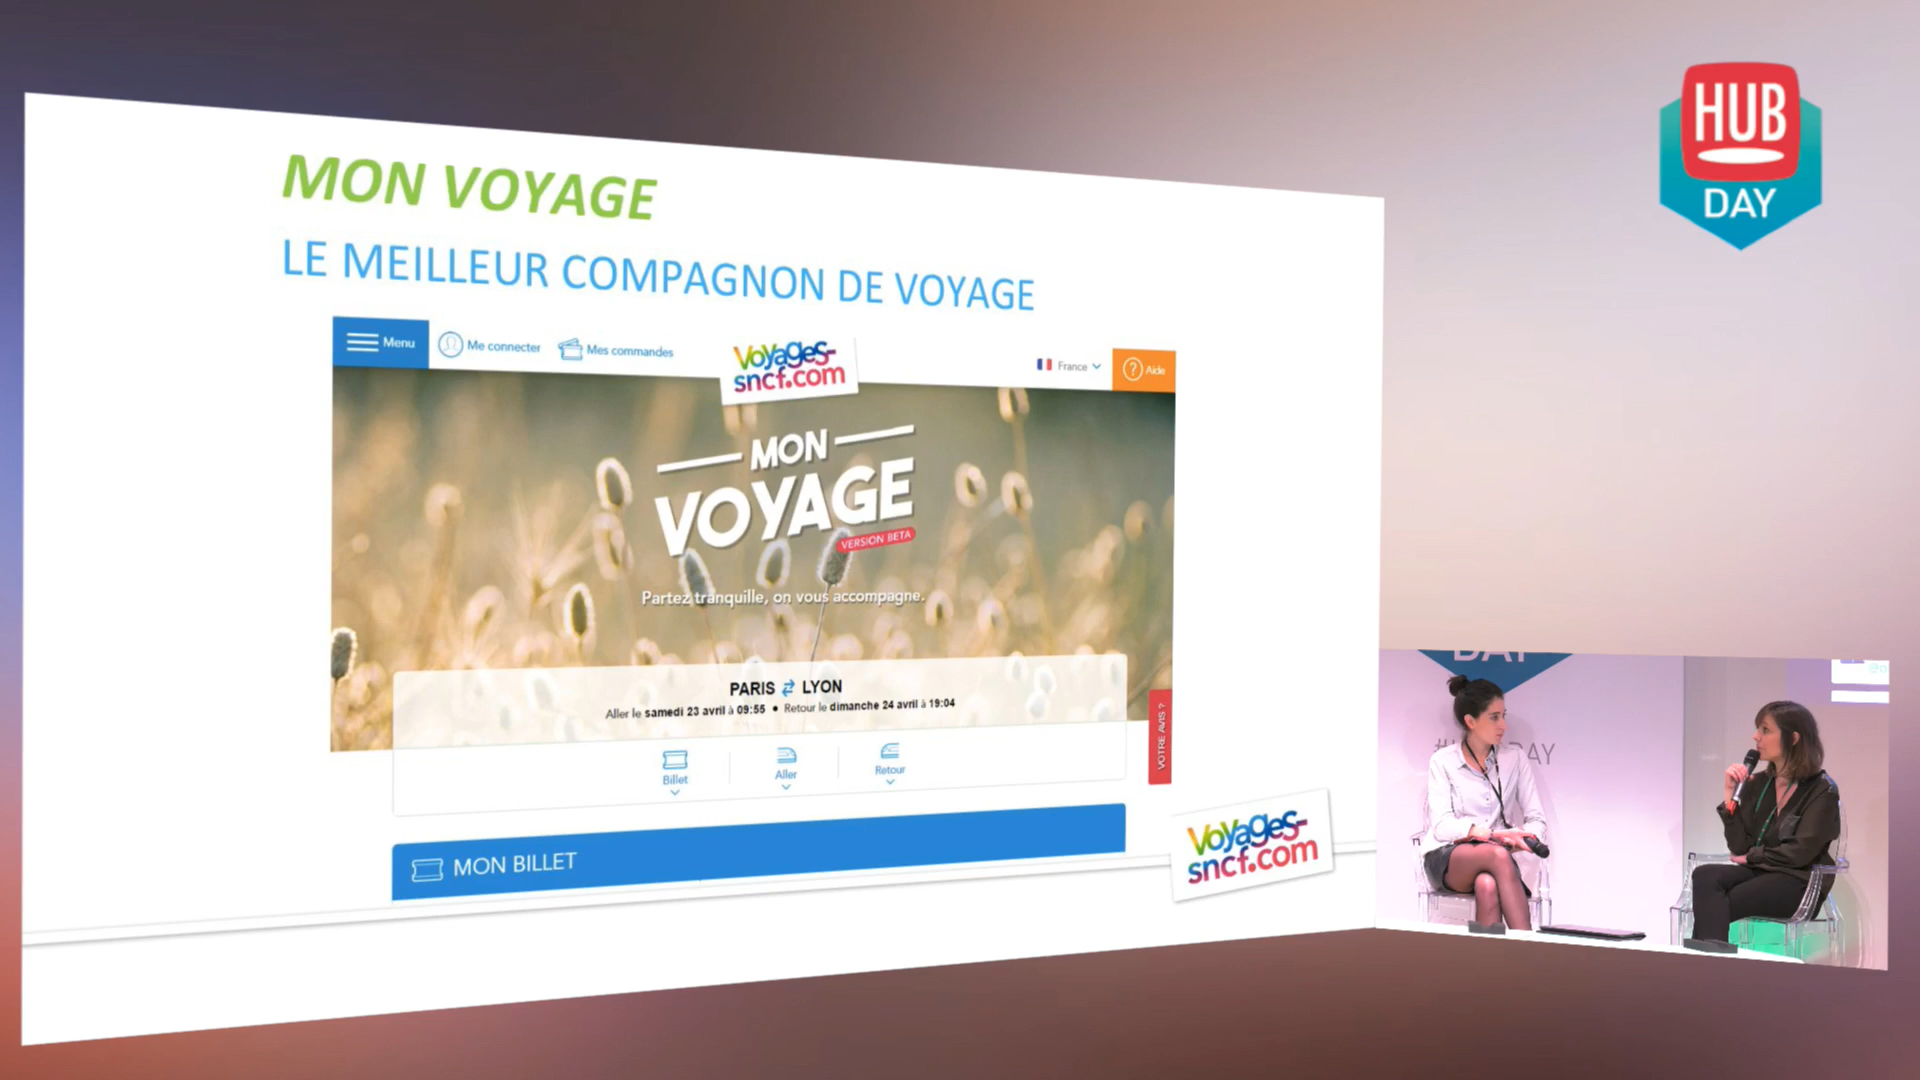 HUB
DAY
MON VOYAGE
LE MEILLEUR COMPAGNON DE VOYAGE
Menu
Me connecter
Mes commandes
Voyages-
sncf.com
France
Aide
MON
VOYAGE
VERSION BETA
Partez tranquille, on vous accompagne.
PARIS ⇄ LYON
Aller le samedi 23 avril à 09:55 • Retour le dimanche 24 avril à 19:04
Billet
Aller
Retour
VOTRE AVIS ?
MON BILLET
Voyages-
sncf.com
DAY